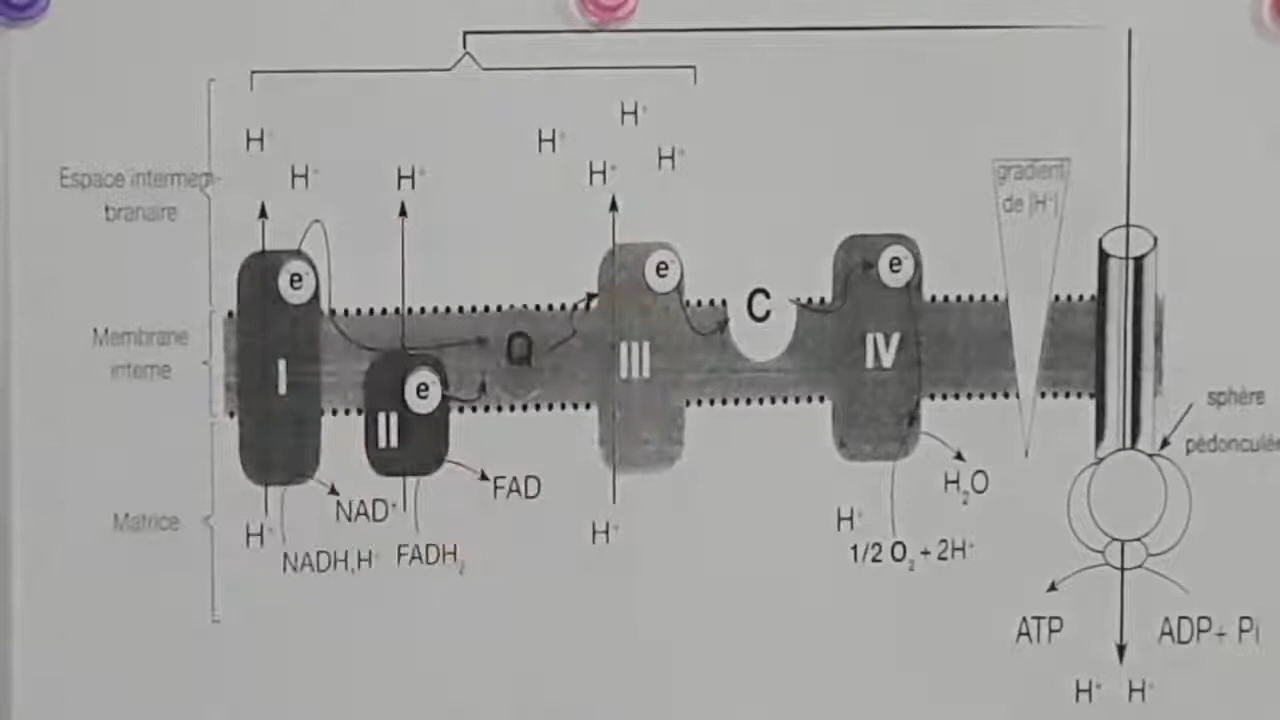 H⁺
H⁺
H⁺
H⁺
H⁺
H⁺
H⁺
Espace intermem-
branaire
gradient
de |H⁺|
e⁻
e⁻
e⁻
C
Membrane
interne
I
Q
III
IV
e⁻
II
sphère
pédonculée
Matrice
NAD⁺
FAD
H₂O
H⁺
NADH,H⁺
FADH₂
H⁺
H⁺
1/2 O₂ + 2H⁺
ATP
ADP+ Pi
H⁺ H⁺